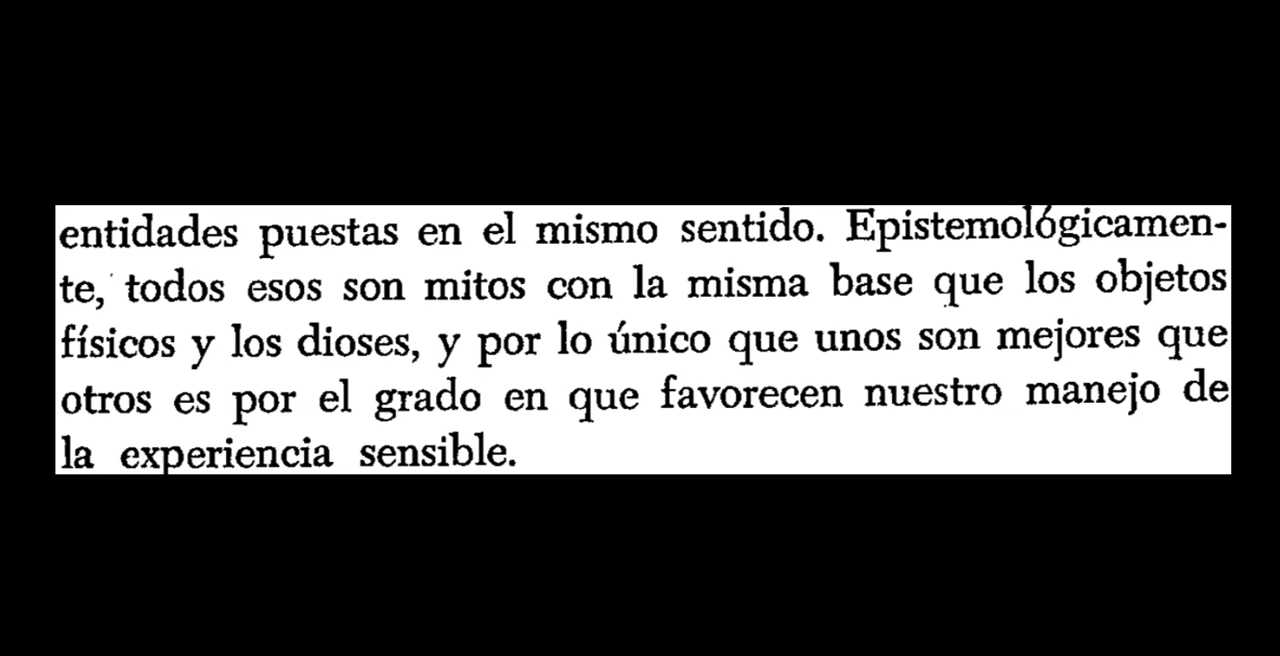 entidades puestas en el mismo sentido. Epistemológicamen-
te, todos esos son mitos con la misma base que los objetos
físicos y los dioses, y por lo único que unos son mejores que
otros es por el grado en que favorecen nuestro manejo de
la experiencia sensible.